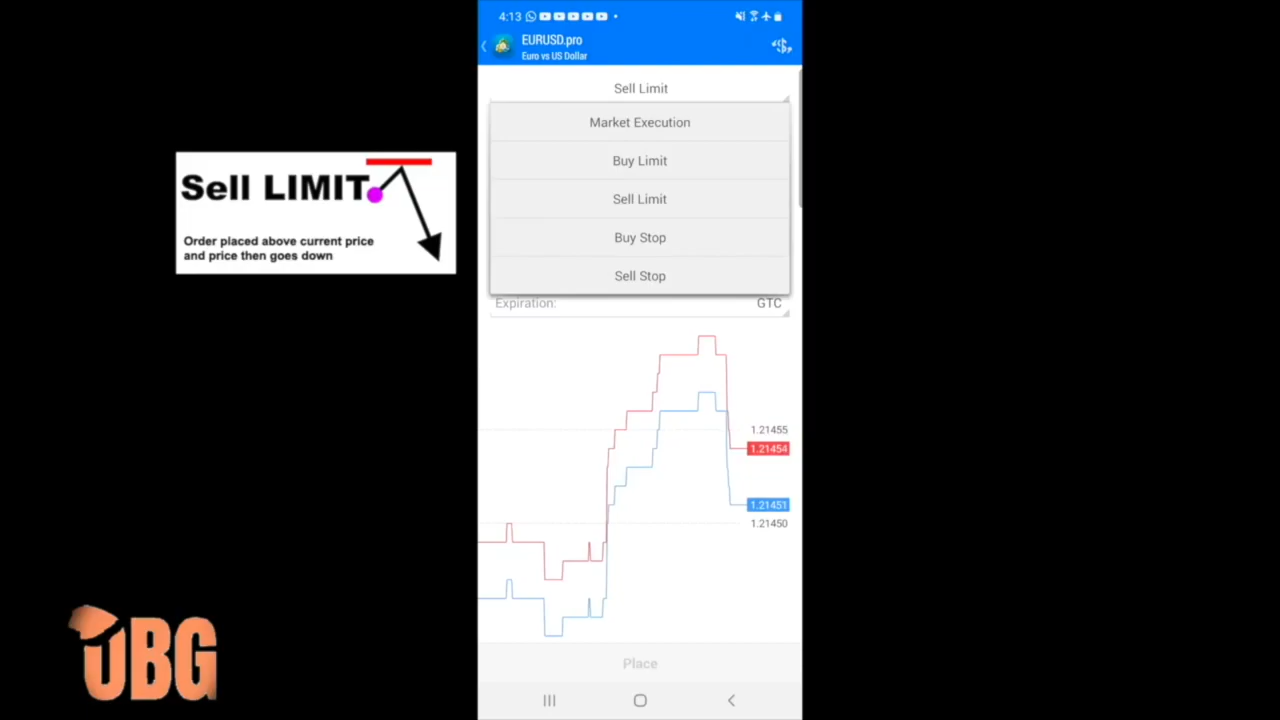 4:13
EURUSD.pro
Euro vs US Dollar
Sell Limit
Market Execution
Buy Limit
Sell Limit
Buy Stop
Sell Stop
Expiration: GTC
Sell LIMIT
Order placed above current price
and price then goes down
1.21455
1.21454
1.21451
1.21450
Place
UBG